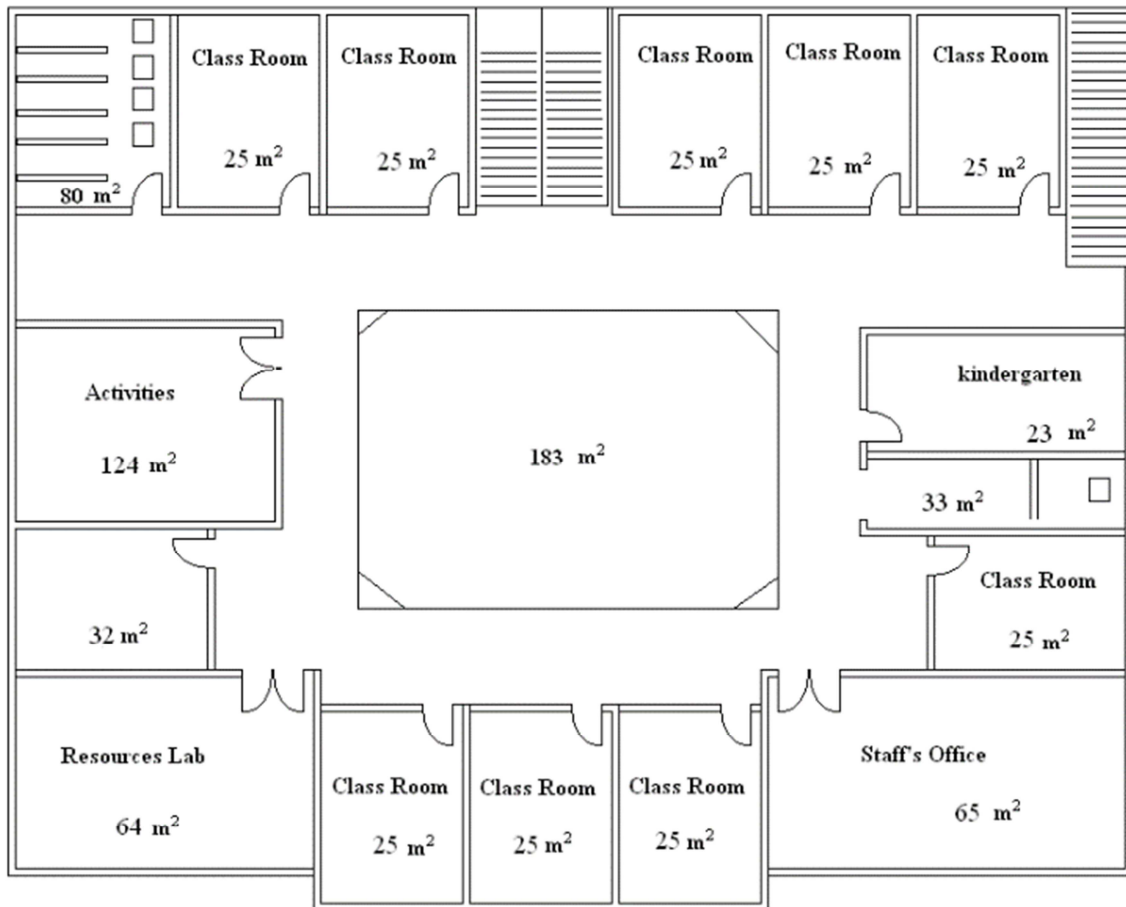 Class Room
25 m²
Class Room
25 m²
Class Room
25 m²
Class Room
25 m²
Class Room
25 m²
80 m²
Activities
124 m²
183 m²
kindergarten
23 m²
33 m²
32 m²
Class Room
25 m²
Resources Lab
64 m²
Class Room
25 m²
Class Room
25 m²
Class Room
25 m²
Staff's Office
65 m²